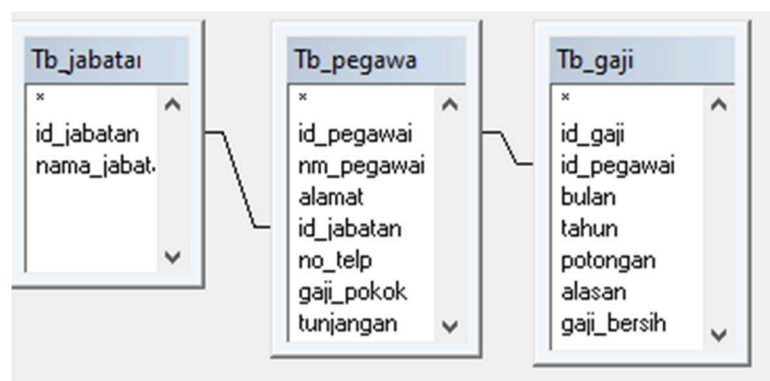 Tb_jabatai
*
id_jabatan
nama_jabat.
Tb_pegawa
*
id_pegawai
nm_pegawai
alamat
id_jabatan
no_telp
gaji_pokok
tunjangan
Tb_gaji
*
id_gaji
id_pegawai
bulan
tahun
potongan
alasan
gaji_bersih